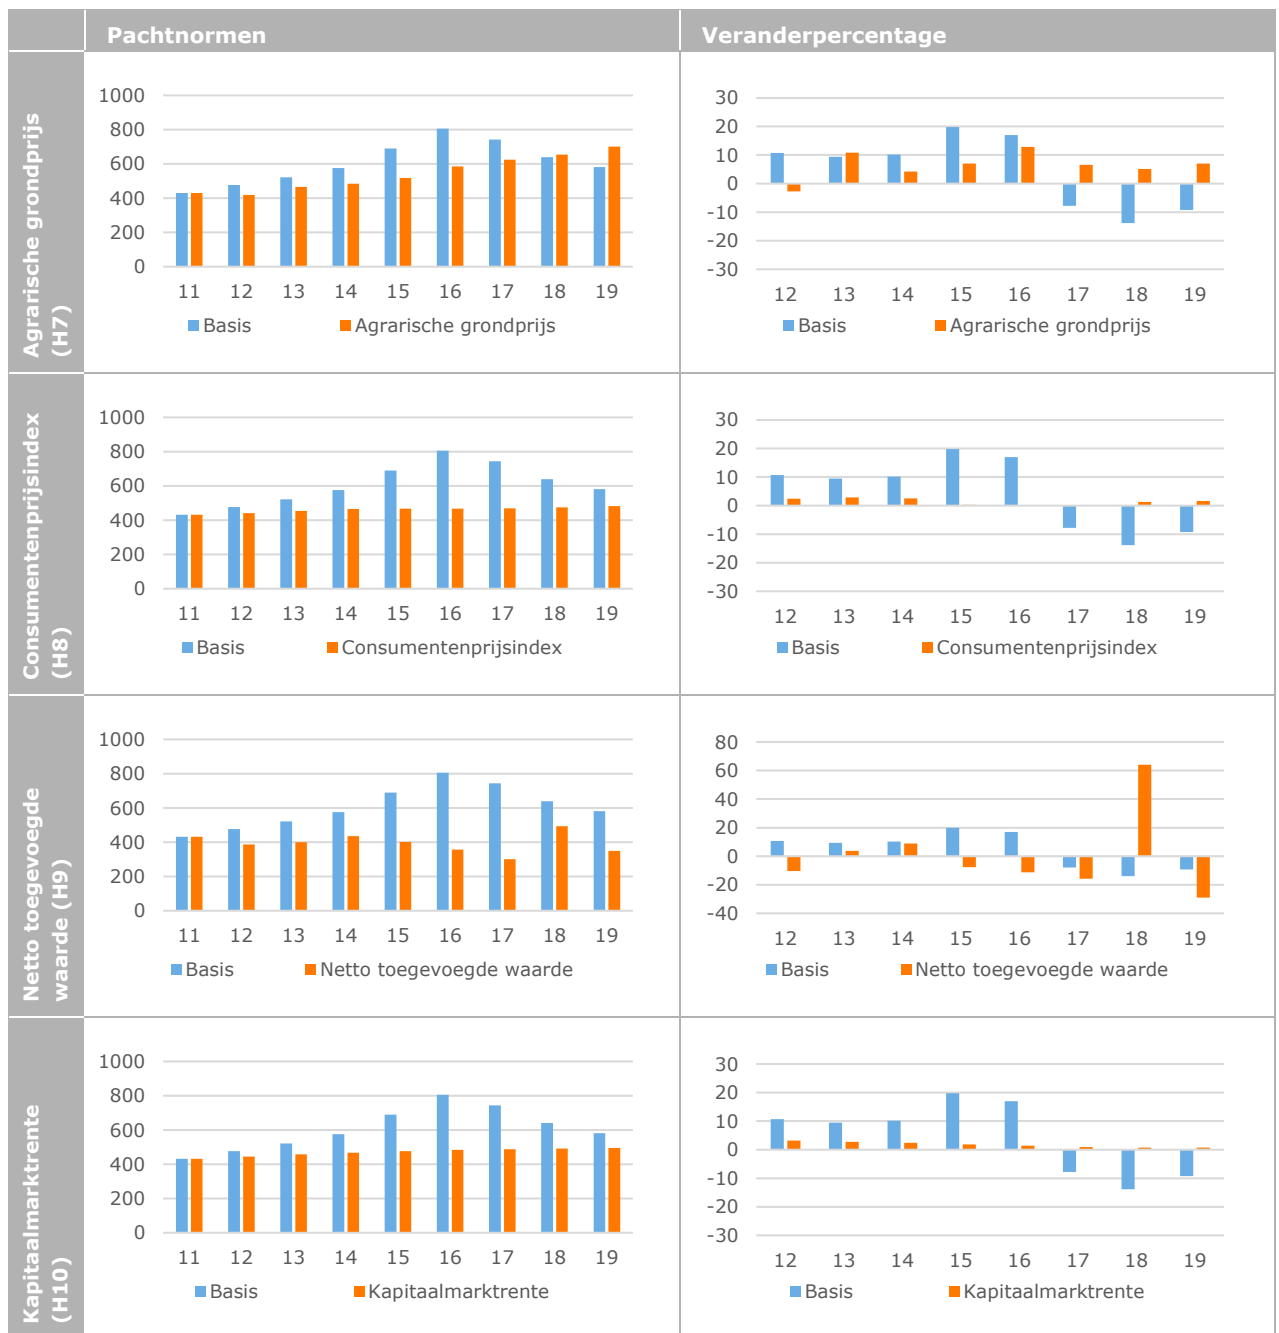 Pachtnormen
Veranderpercentage
Agrarische grondprijs
(H7)
1000
800
600
400
200
0
11 12 13 14 15 16 17 18 19
Basis Agrarische grondprijs
30
20
10
0
-10
-20
-30
12 13 14 15 16 17 18 19
Basis Agrarische grondprijs
Consumentenprijsindex
(H8)
1000
800
600
400
200
0
11 12 13 14 15 16 17 18 19
Basis Consumentenprijsindex
30
20
10
0
-10
-20
-30
12 13 14 15 16 17 18 19
Basis Consumentenprijsindex
Netto toegevoegde
waarde (H9)
1000
800
600
400
200
0
11 12 13 14 15 16 17 18 19
Basis Netto toegevoegde waarde
80
60
40
20
0
-20
-40
12 13 14 15 16 17 18 19
Basis Netto toegevoegde waarde
Kapitaalmarktrente
(H10)
1000
800
600
400
200
0
11 12 13 14 15 16 17 18 19
Basis Kapitaalmarktrente
30
20
10
0
-10
-20
-30
12 13 14 15 16 17 18 19
Basis Kapitaalmarktrente